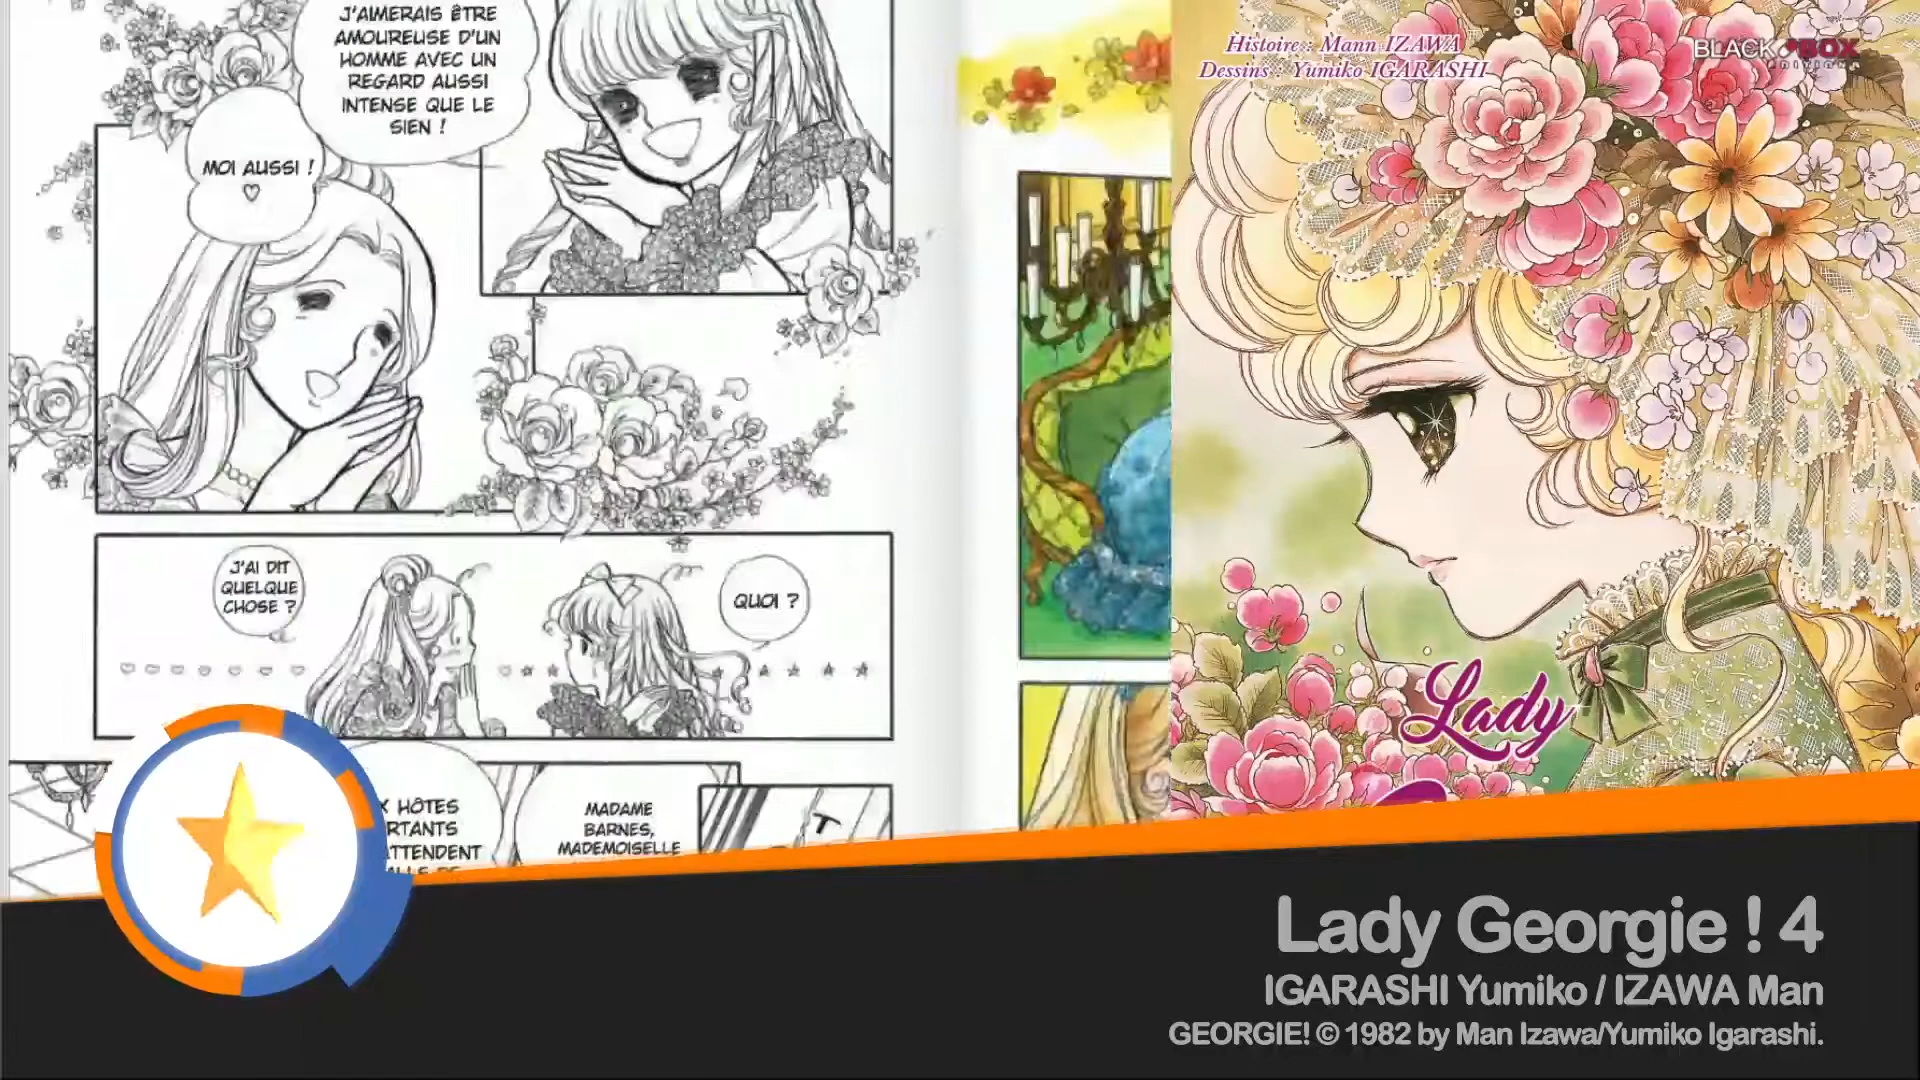 J'AIMERAIS ÊTRE
AMOUREUSE D'UN
HOMME AVEC UN
REGARD AUSSI
INTENSE QUE LE
SIEN !
MOI AUSSI !
J'AI DIT
QUELQUE
CHOSE ?
QUOI ?
HÔTES
ATTENDENT
MADAME
BARNES,
MADEMOISELLE
Histoire : Mann IZAWA
Dessins : Yumiko IGARASHI
BLACK BOX
EDITIONS
Lady
Lady Georgie ! 4
IGARASHI Yumiko / IZAWA Man
GEORGIE! © 1982 by Man Izawa/Yumiko Igarashi.